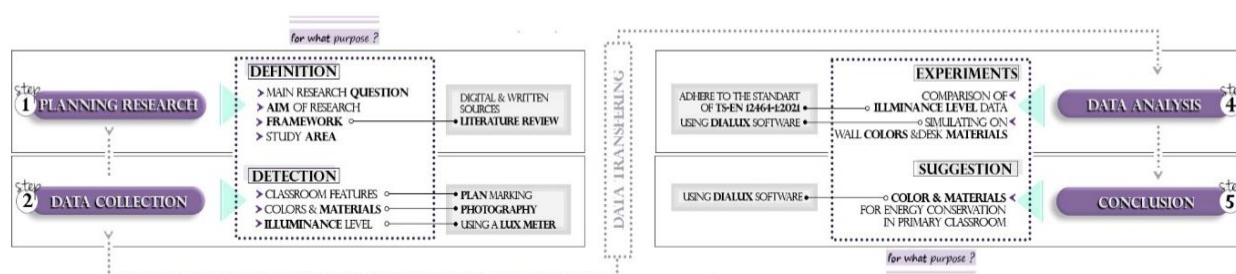 for what purpose ?
step
1 PLANNING RESEARCH
DEFINITION
MAIN RESEARCH QUESTION
AIM OF RESEARCH
FRAMEWORK
STUDY AREA
DIGITAL & WRITTEN
SOURCES
LITERATURE REVIEW
step
2 DATA COLLECTION
DETECTION
CLASSROOM FEATURES
COLORS & MATERIALS
ILLUMINANCE LEVEL
PLAN MARKING
PHOTOGRAPHY
USING A LUX METER
DATA TRANSFERING
ADHERE TO THE STANDART
OF TS-EN 12464-1:2021
USING DIALUX SOFTWARE
EXPERIMENTS
COMPARISON OF
ILLMINANCE LEVEL DATA
SIMULATING ON
WALL COLORS &DESK MATERIALS
DATA ANALYSIS
step
4
USING DIALUX SOFTWARE
SUGGESTION
COLOR & MATERIALS
FOR ENERGY CONSERVATION
IN PRIMARY CLASSROOM
CONCLUSION
step
5
for what purpose ?